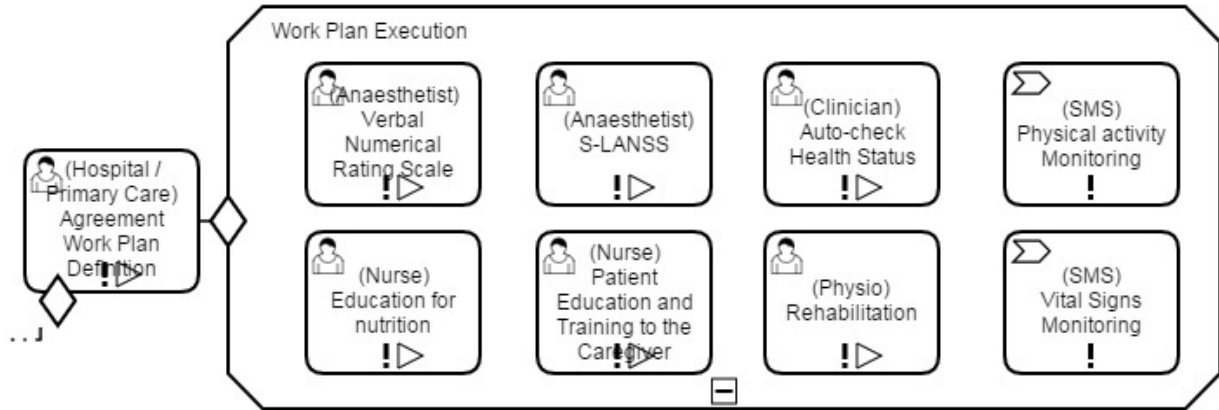 Work Plan Execution
(Anaesthetist)
Verbal
Numerical
Rating Scale
(Anaesthetist)
S-LANSS
(Clinician)
Auto-check
Health Status
(SMS)
Physical activity
Monitoring
(Hospital /
Primary Care)
Agreement
Work Plan
Definition
(Nurse)
Education for
nutrition
(Nurse)
Patient
Education and
Training to the
Caregiver
(Physio)
Rehabilitation
(SMS)
Vital Signs
Monitoring